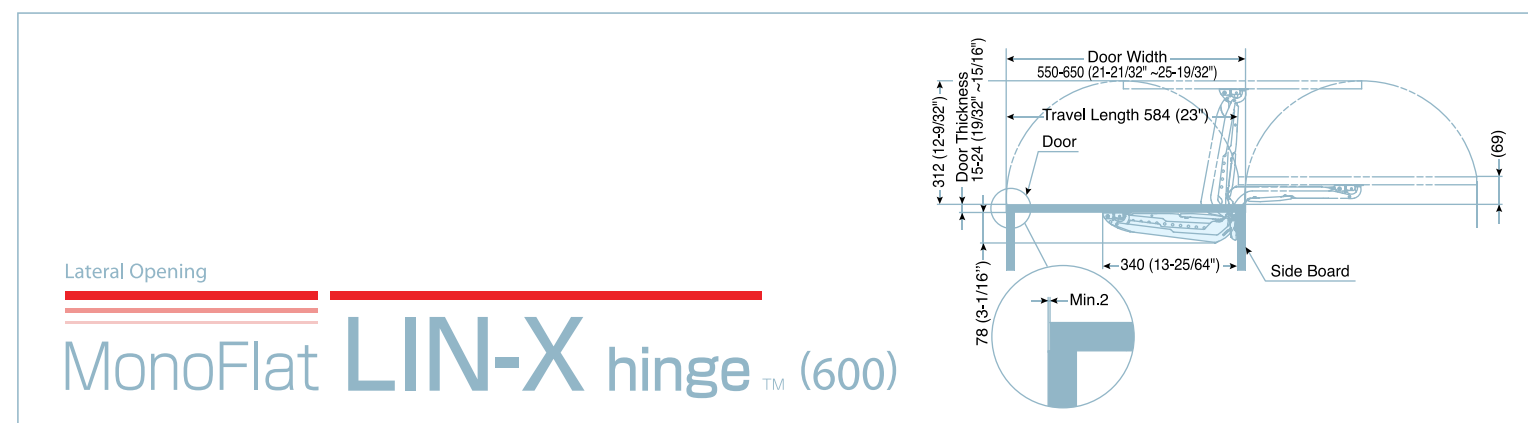 Lateral Opening
MonoFlat LIN-X hinge ™ (600)
Door Width
550-650 (21-21/32" ~25-19/32")
Travel Length 584 (23")
Door
312 (12-9/32")
Door Thickness
15-24 (19/32" ~15/16")
(69)
78 (3-1/16")
340 (13-25/64")
Side Board
Min.2